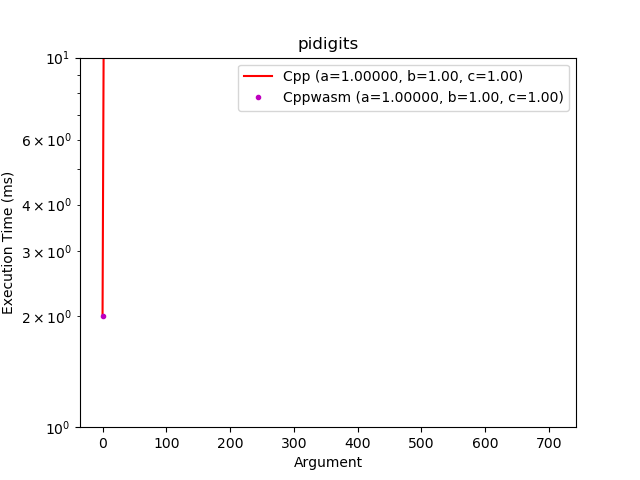 pidigits
Cpp (a=1.00000, b=1.00, c=1.00)
Cppwasm (a=1.00000, b=1.00, c=1.00)
Execution Time (ms)
10¹
6 × 10⁰
4 × 10⁰
3 × 10⁰
2 × 10⁰
10⁰
0 100 200 300 400 500 600 700
Argument